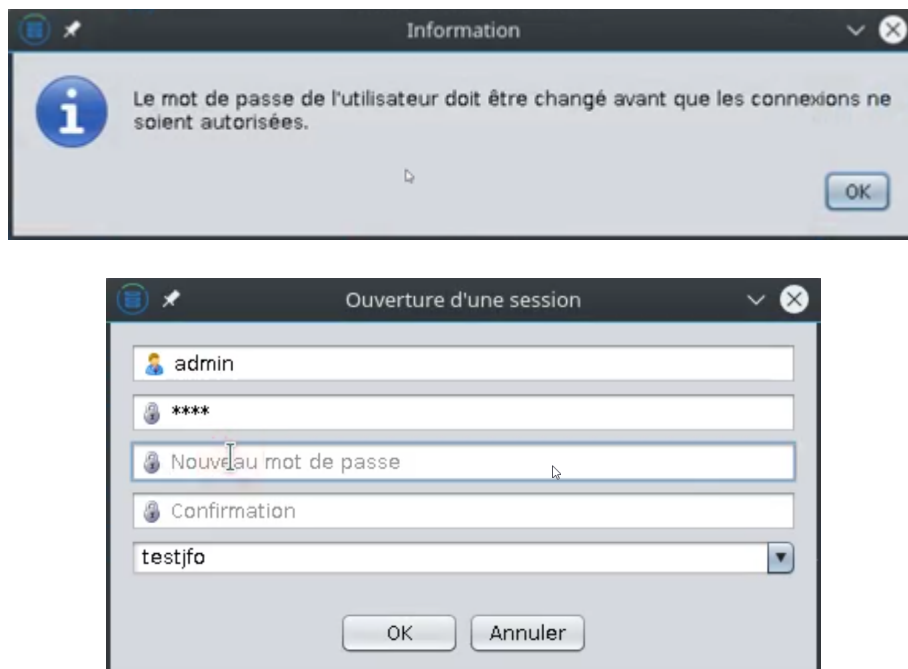 Information
Le mot de passe de l'utilisateur doit être changé avant que les connexions ne
soient autorisées.
OK
Ouverture d'une session
admin
****
Nouveau mot de passe
Confirmation
testjfo
OK Annuler